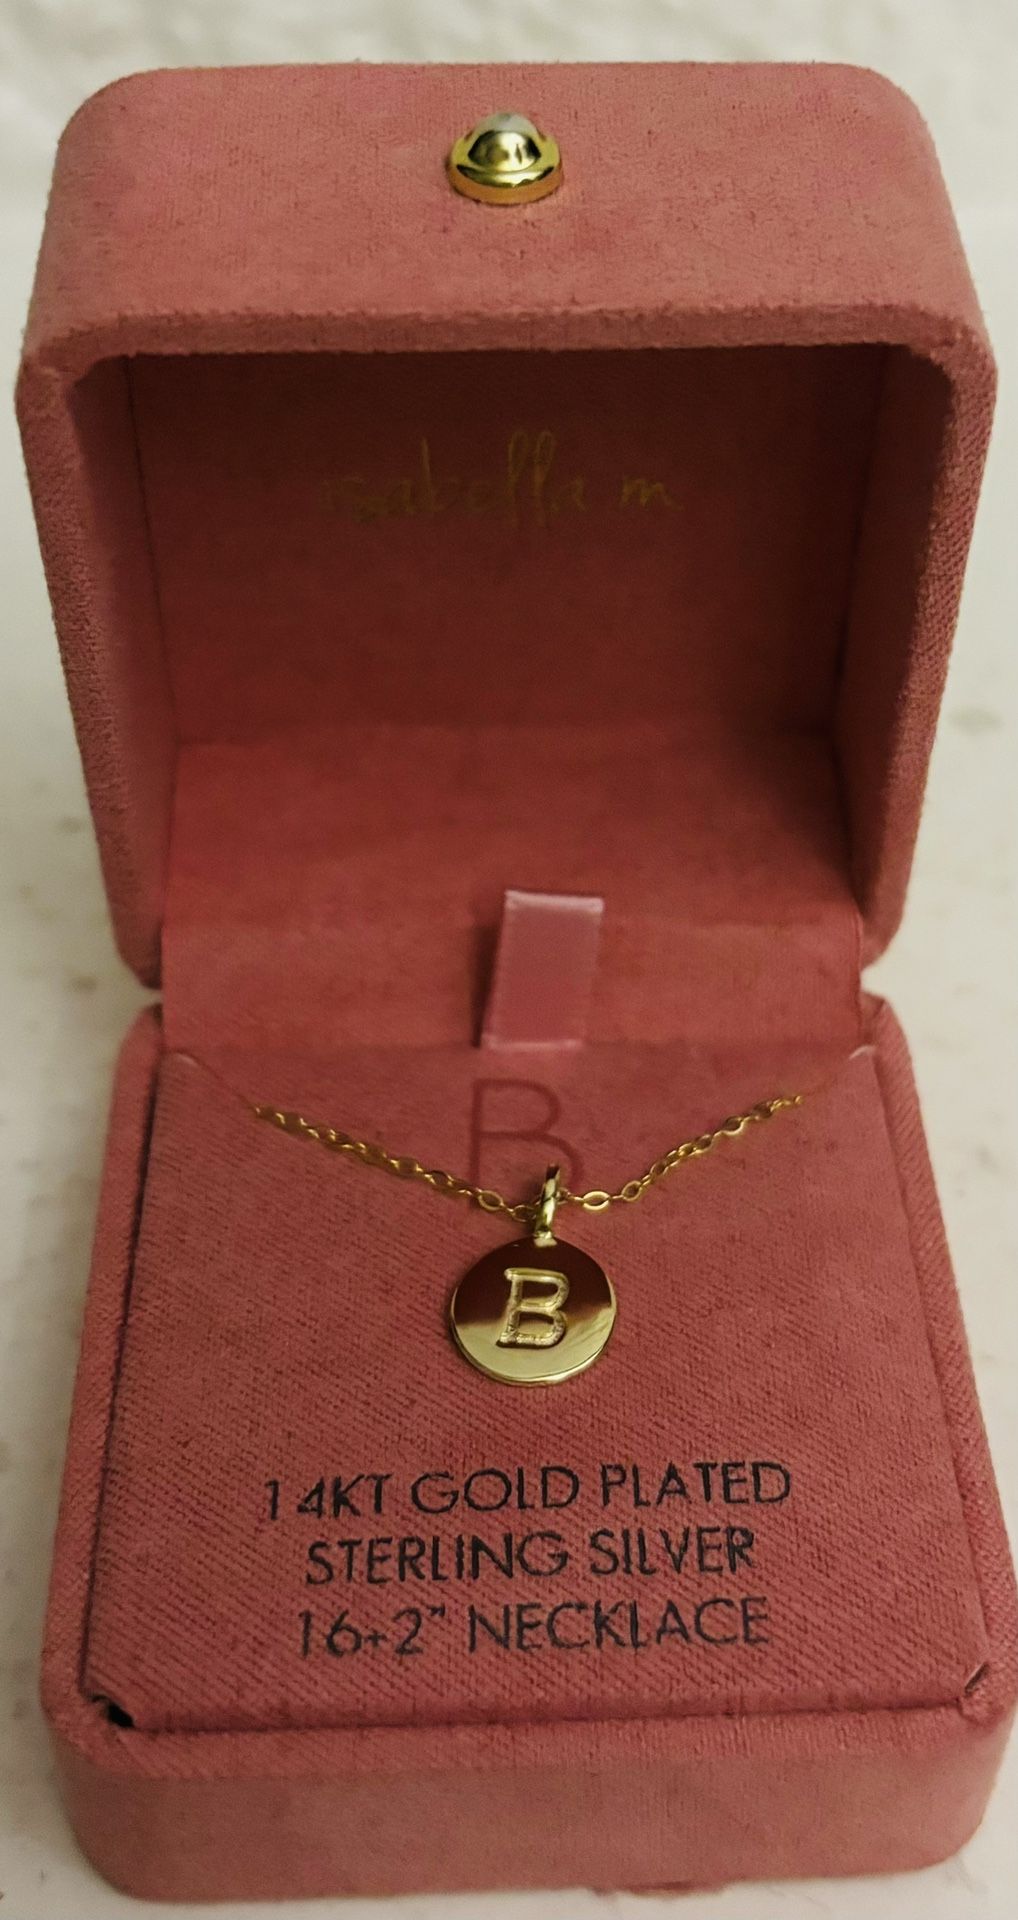 isabella m
B
B
14KT GOLD PLATED
STERLING SILVER
16+2" NECKLACE